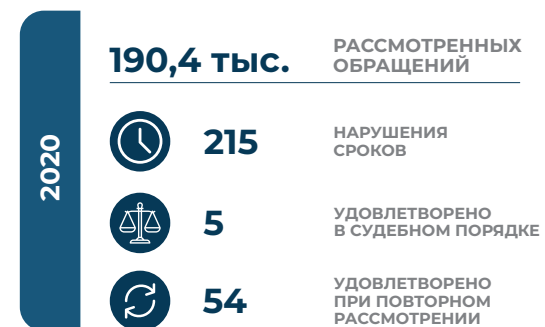 2020
190,4 тыс.
РАССМОТРЕННЫХ
ОБРАЩЕНИЙ
215
НАРУШЕНИЯ
СРОКОВ
5
УДОВЛЕТВОРЕНО
В СУДЕБНОМ ПОРЯДКЕ
54
УДОВЛЕТВОРЕНО
ПРИ ПОВТОРНОМ
РАССМОТРЕНИИ